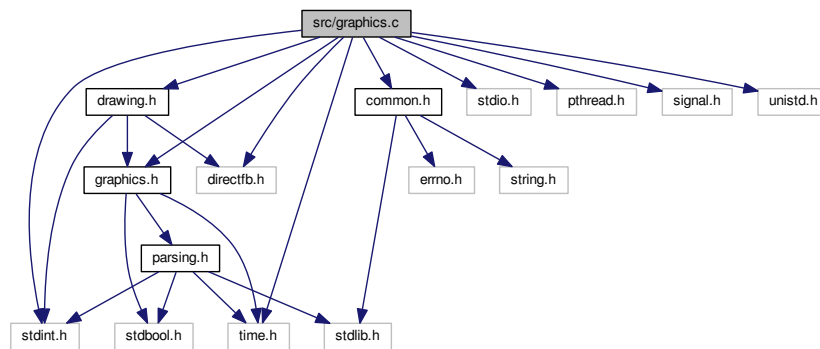 src/graphics.c
drawing.h
common.h
stdio.h
pthread.h
signal.h
unistd.h
graphics.h
directfb.h
errno.h
string.h
parsing.h
stdint.h
stdbool.h
time.h
stdlib.h